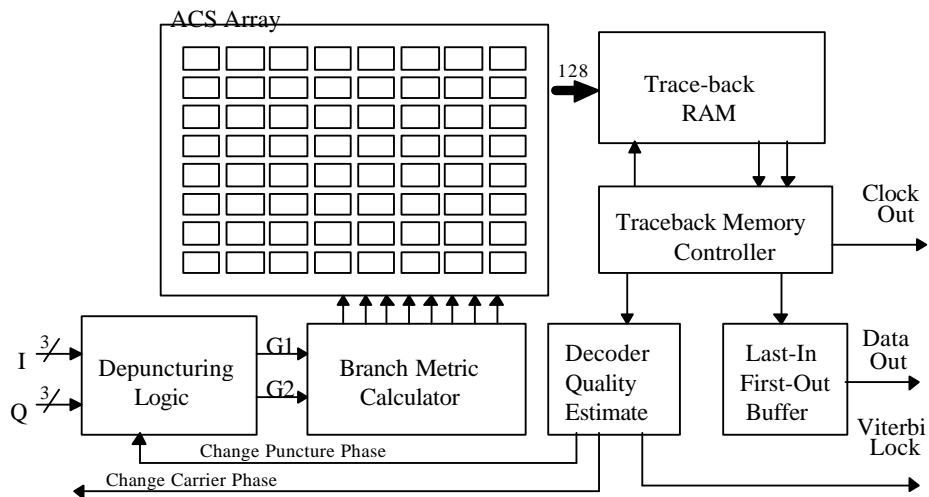 ACS Array
128
Trace-back
RAM
Traceback Memory
Controller
Clock
Out
I
3
Q
3
Depuncturing
Logic
G1
G2
Branch Metric
Calculator
Decoder
Quality
Estimate
Last-In
First-Out
Buffer
Data
Out
Viterbi
Lock
Change Puncture Phase
Change Carrier Phase